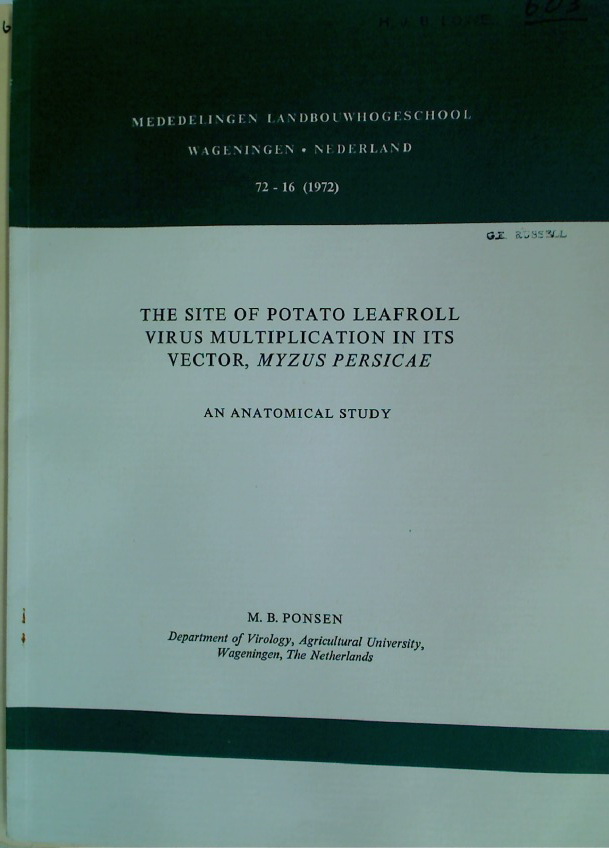 MEDEDELINGEN LANDBOUWHOGESCHOOL
WAGENINGEN • NEDERLAND
72 - 16 (1972)
G.E. RUSSELL
THE SITE OF POTATO LEAFROLL
VIRUS MULTIPLICATION IN ITS
VECTOR, MYZUS PERSICAE
AN ANATOMICAL STUDY
M. B. PONSEN
Department of Virology, Agricultural University,
Wageningen, The Netherlands